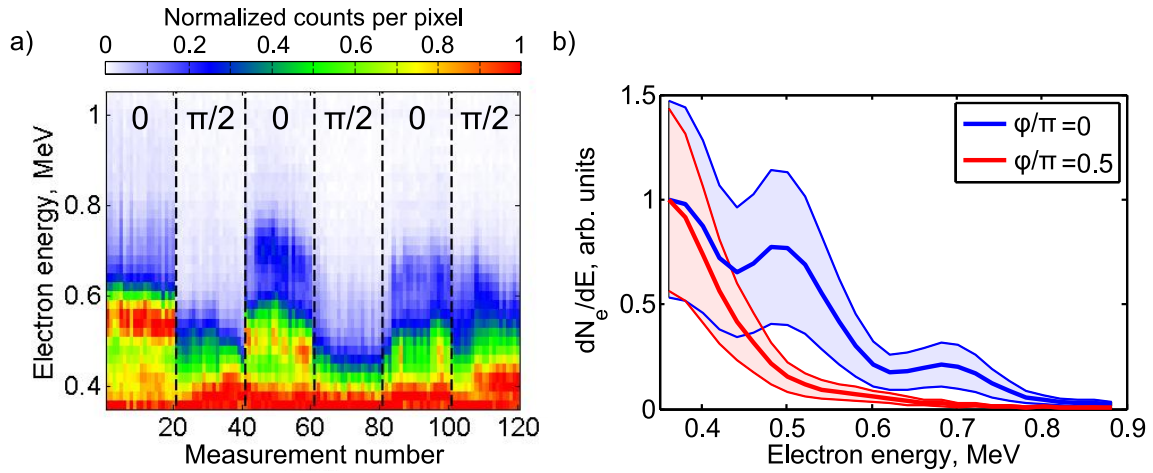 Normalized counts per pixel
a)
0 0.2 0.4 0.6 0.8 1
0 π/2 0 π/2 0 π/2
1
0.8
0.6
0.4
Electron energy, MeV
20 40 60 80 100 120
Measurement number
b)
1.5
1
0.5
0
dN_e/dE, arb. units
φ/π=0
φ/π=0.5
0.4 0.5 0.6 0.7 0.8 0.9
Electron energy, MeV